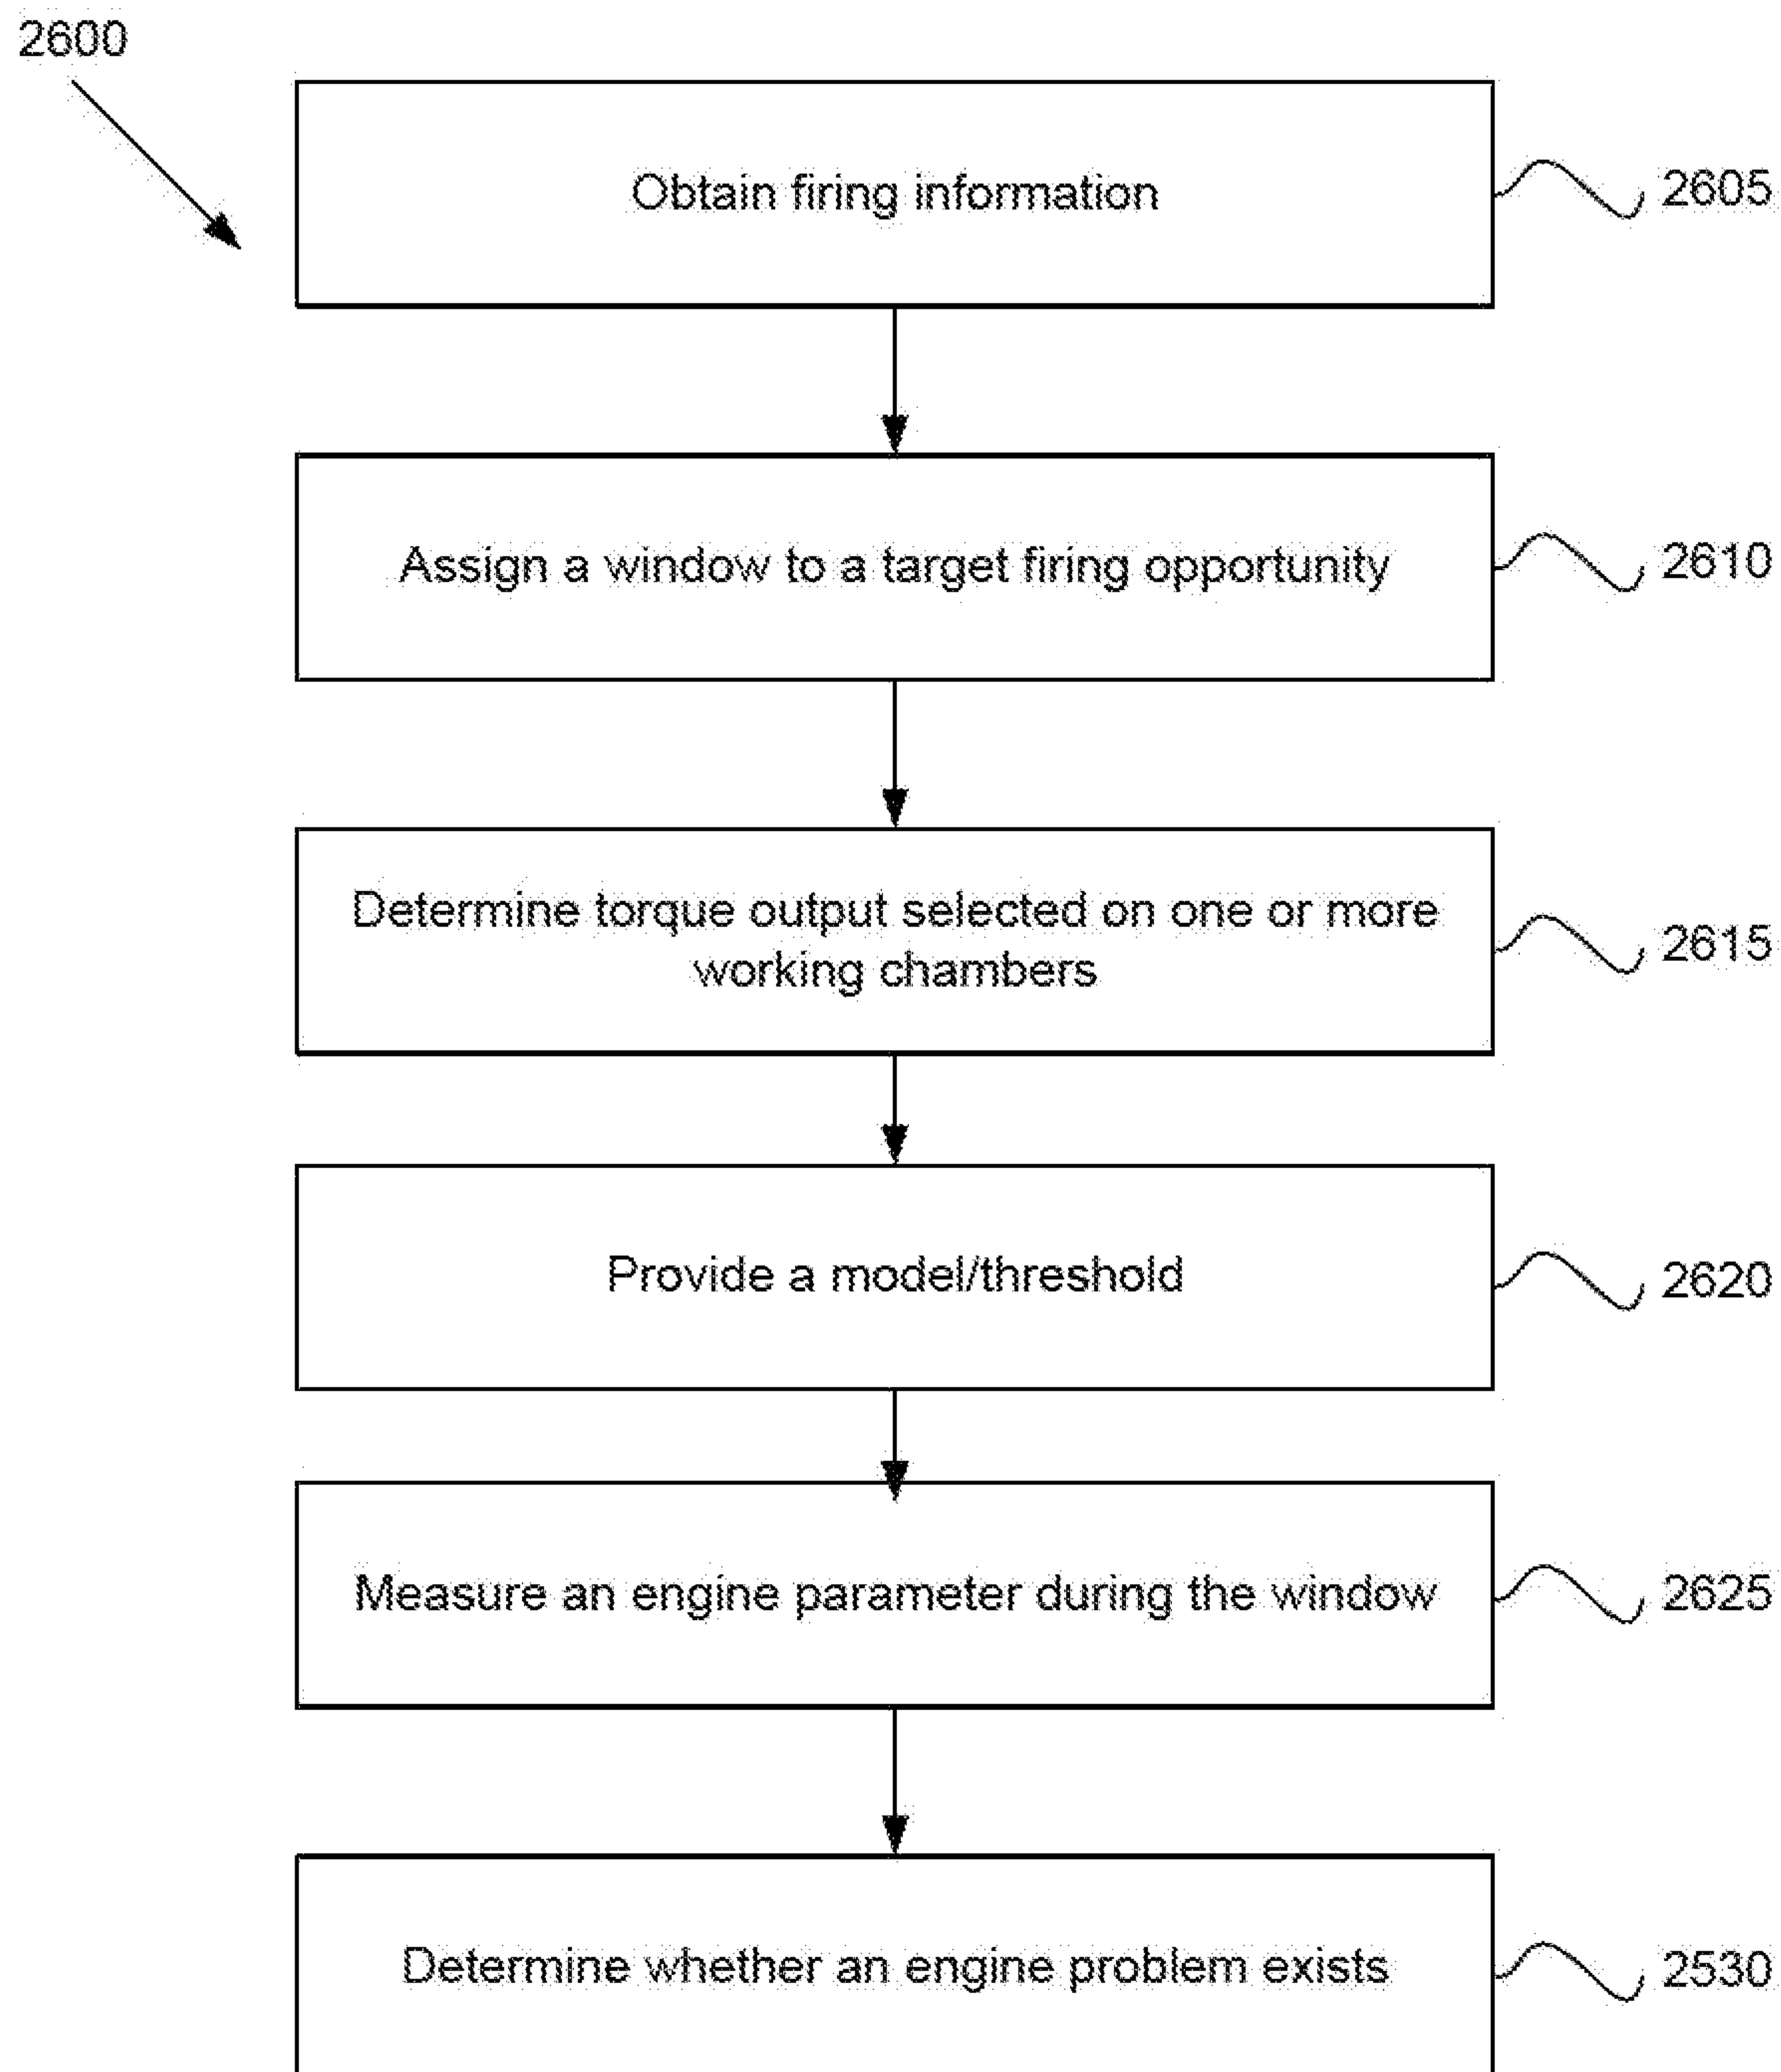 2600
Obtain firing information
2605
Assign a window to a target firing opportunity
2610
Determine torque output selected on one or more
working chambers
2615
Provide a model/threshold
2620
Measure an engine parameter during the window
2625
Determine whether an engine problem exists
2530